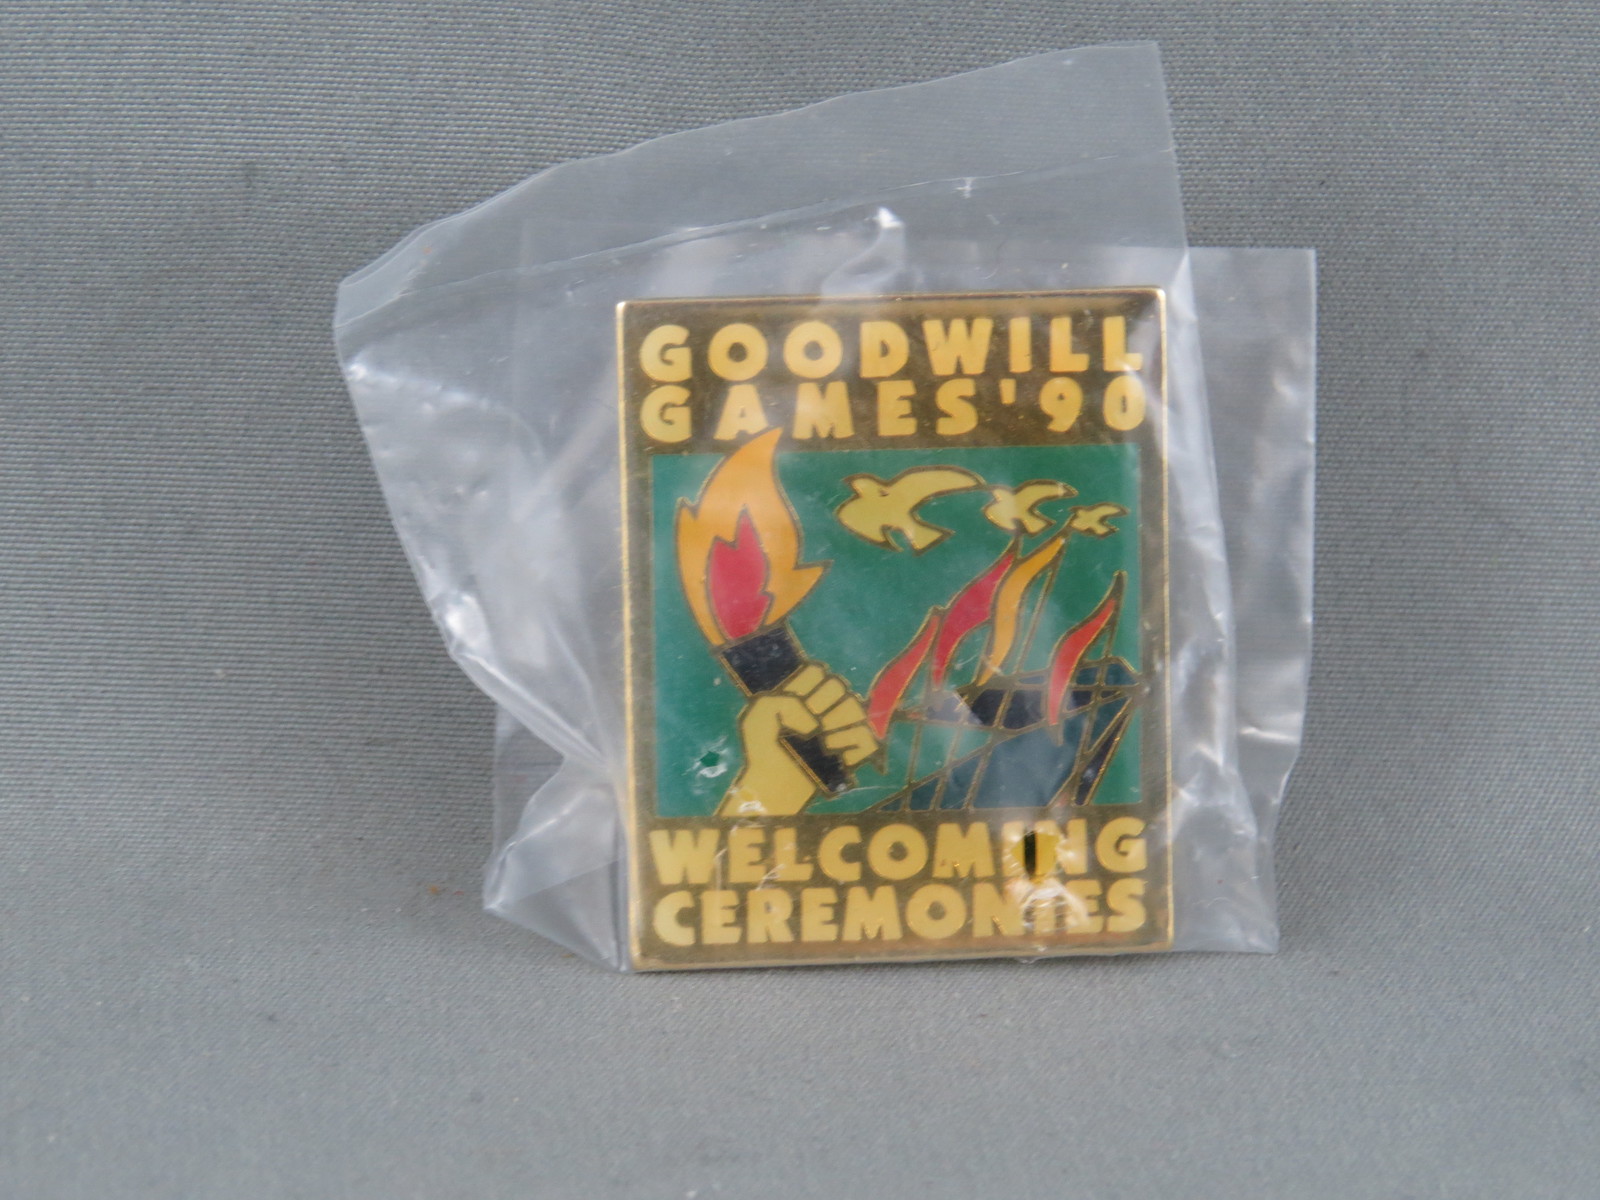 GOODWILL
GAMES '90
WELCOMING
CEREMONIES